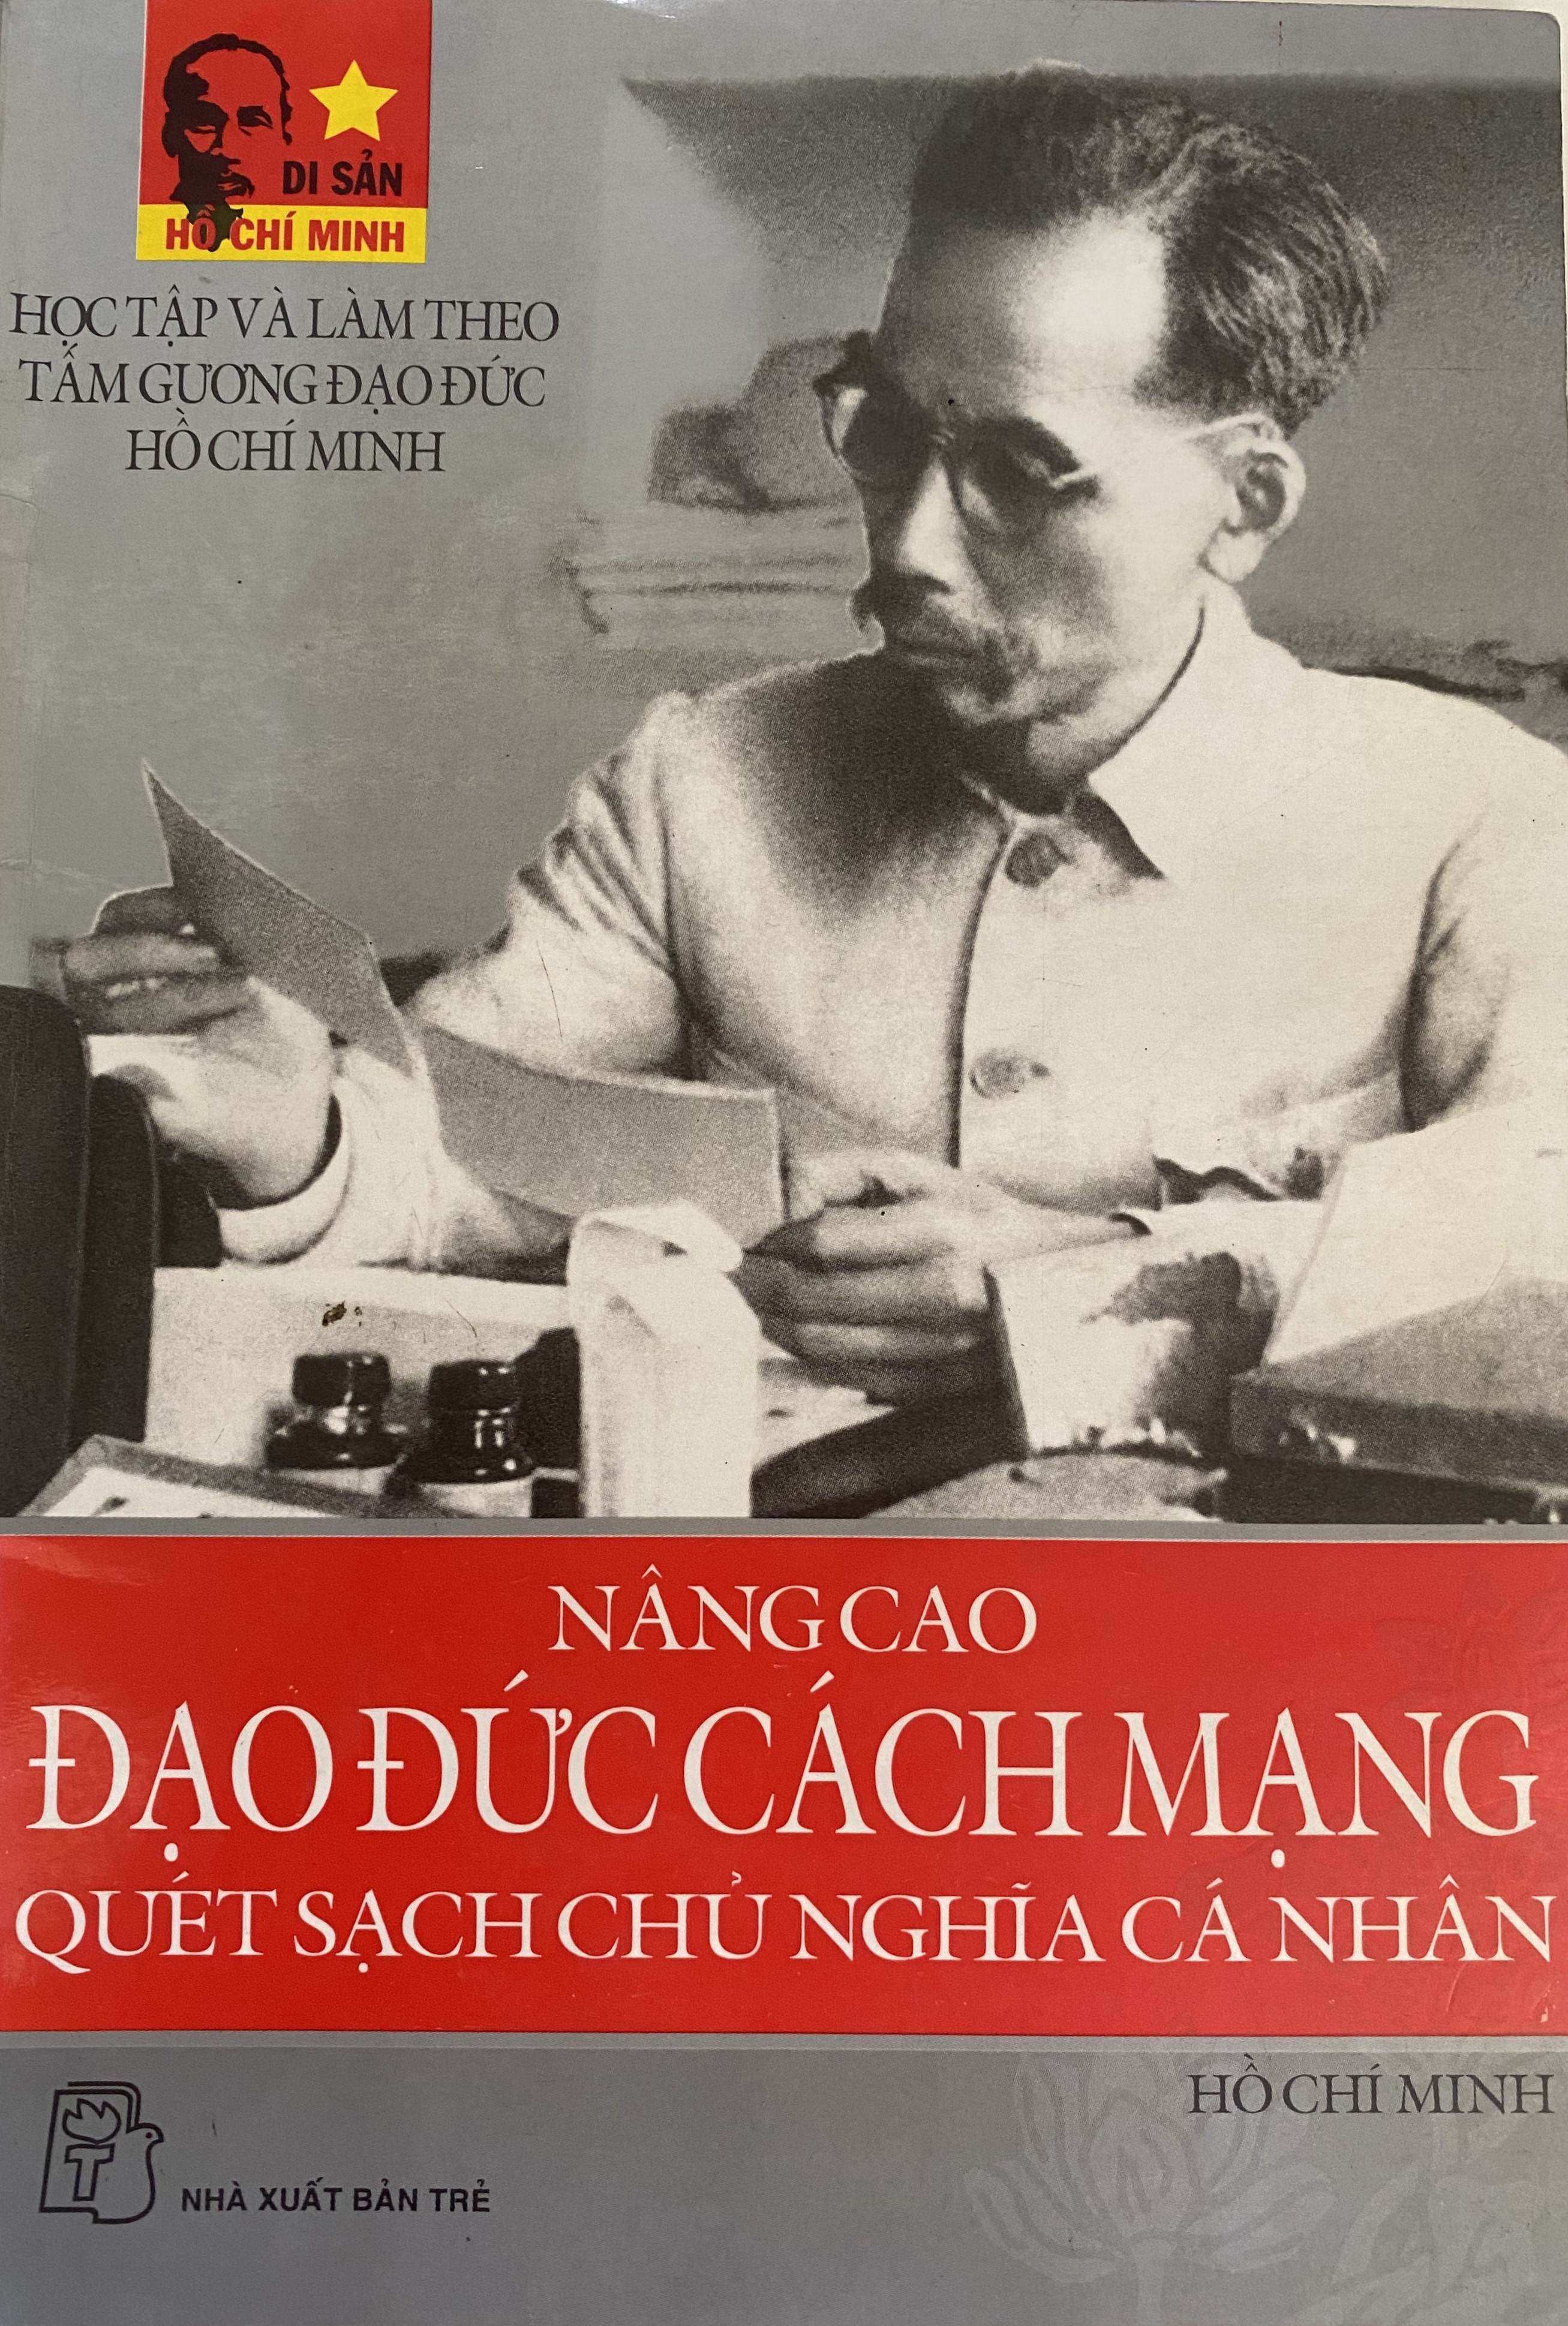 DI SẢN
HỒ CHÍ MINH
HỌC TẬP VÀ LÀM THEO
TẤM GƯƠNG ĐẠO ĐỨC
HỒ CHÍ MINH
NÂNG CAO
ĐẠO ĐỨC CÁCH MẠNG
QUÉT SẠCH CHỦ NGHĨA CÁ NHÂN
HỒ CHÍ MINH
T
NHÀ XUẤT BẢN TRẺ